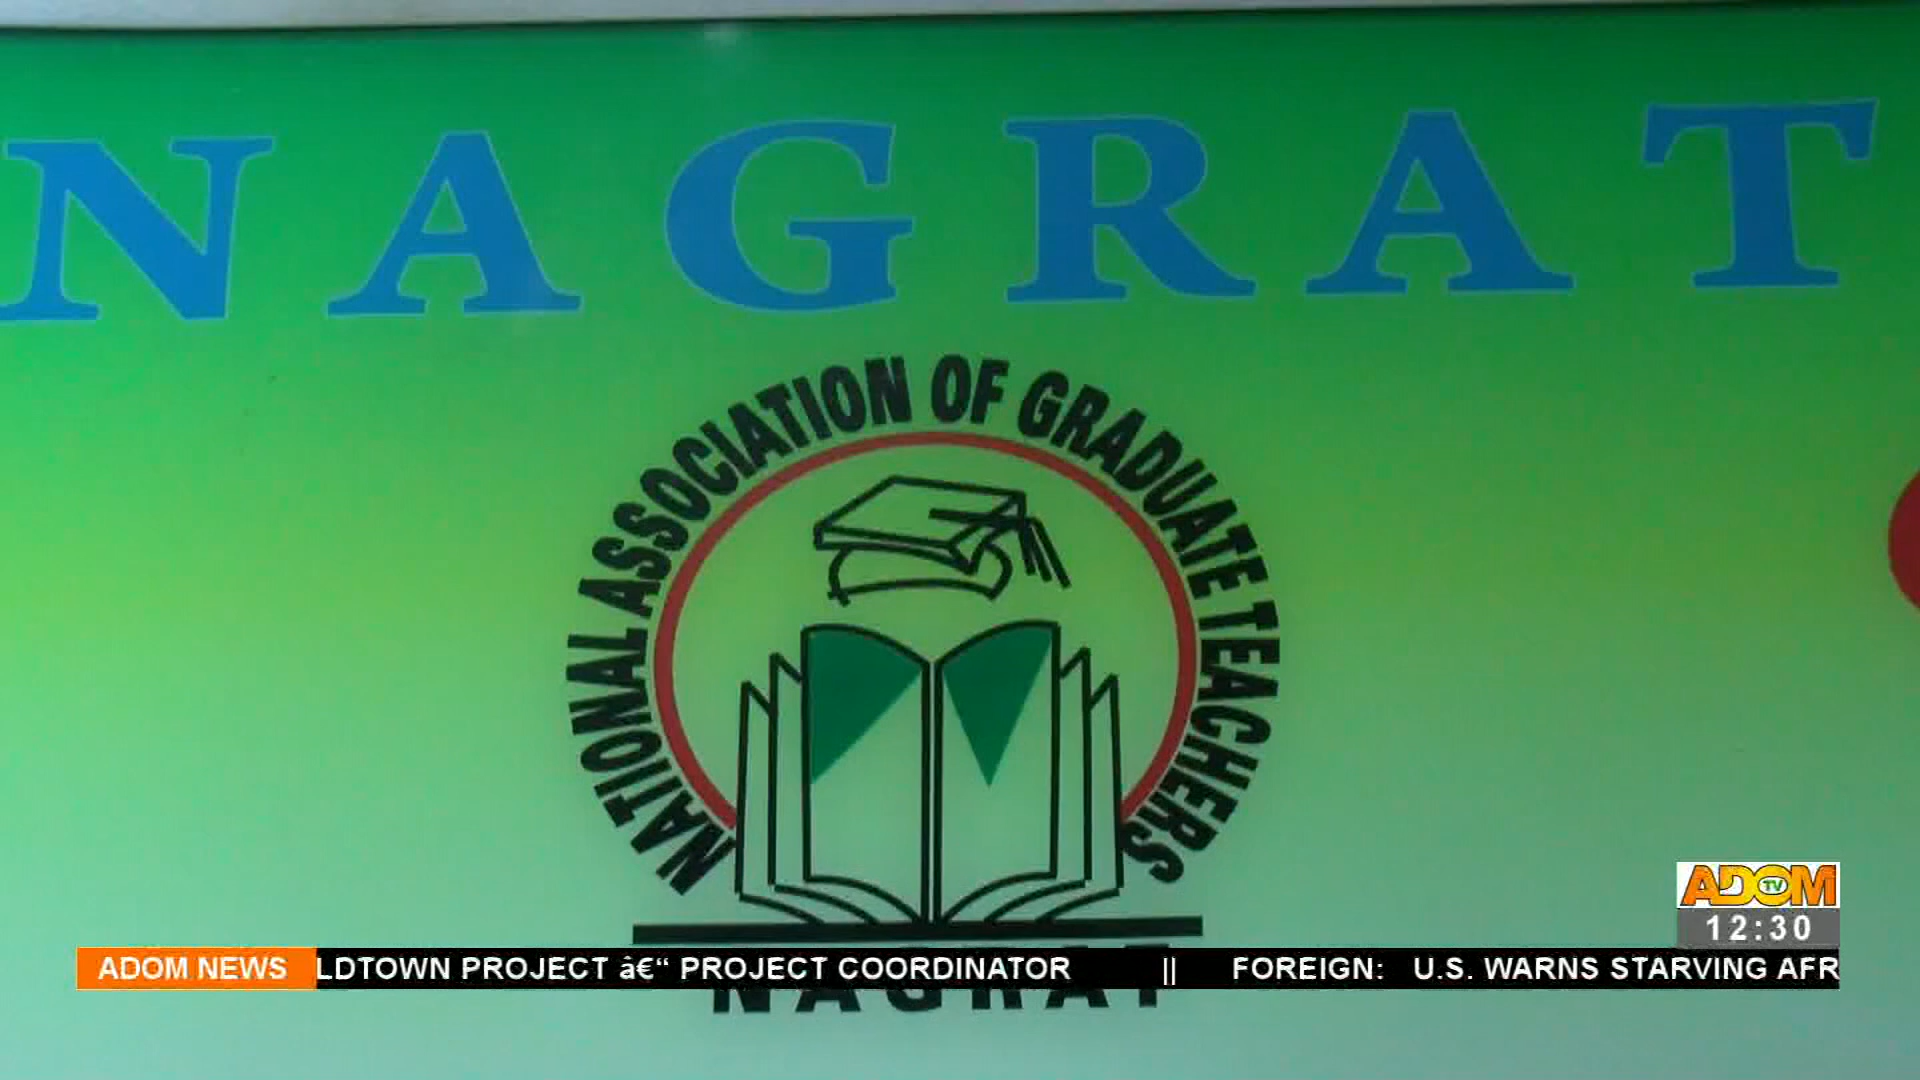 NAGRAT
NATIONAL ASSOCIATION OF GRADUATE TEACHERS
ADOM
TV
12:30
ADOM NEWS
LDTOWN PROJECT â€“ PROJECT COORDINATOR || FOREIGN: U.S. WARNS STARVING AFR
NAGRAT